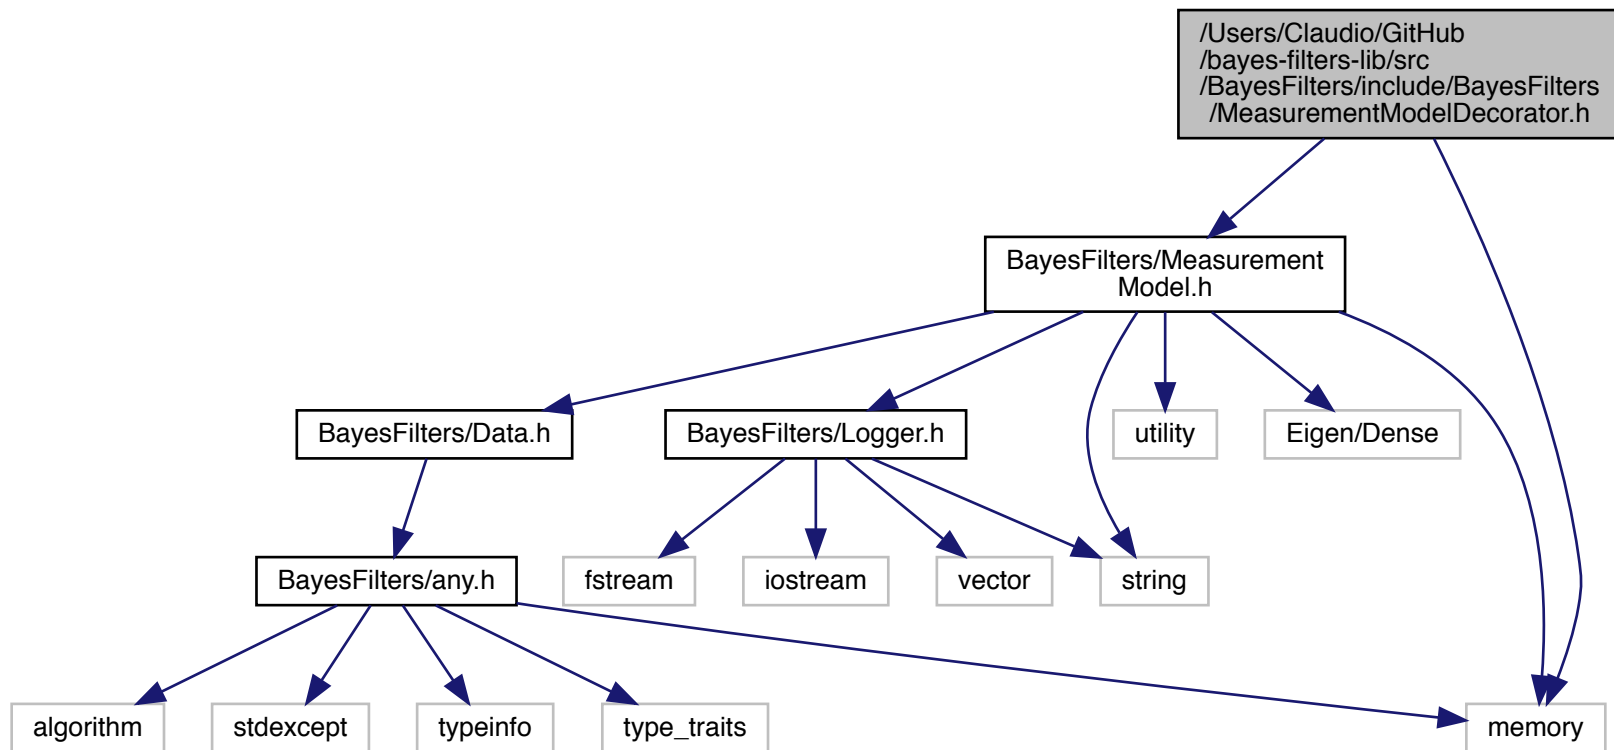 /Users/Claudio/GitHub
/bayes-filters-lib/src
/BayesFilters/include/BayesFilters
/MeasurementModelDecorator.h
BayesFilters/Measurement
Model.h
BayesFilters/Data.h
BayesFilters/Logger.h
utility
Eigen/Dense
BayesFilters/any.h
fstream
iostream
vector
string
algorithm
stdexcept
typeinfo
type_traits
memory